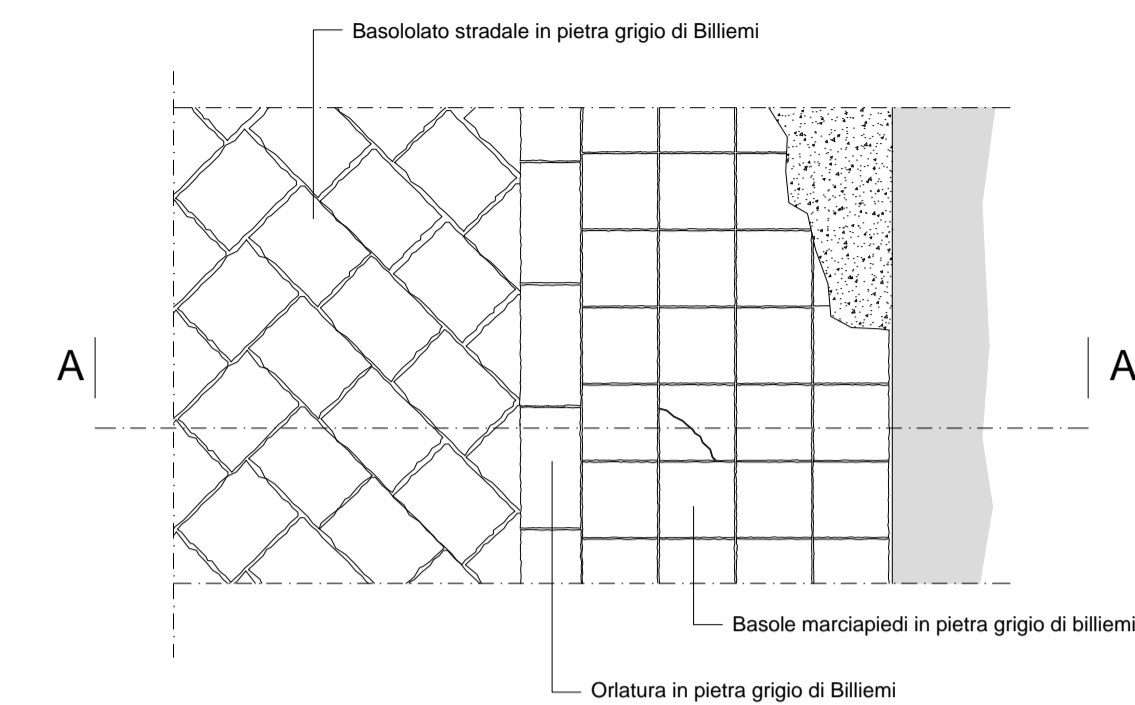 Basololato stradale in pietra grigio di Billiemi
A
A
Basole marciapiedi in pietra grigio di billiemi
Orlatura in pietra grigio di Billiemi